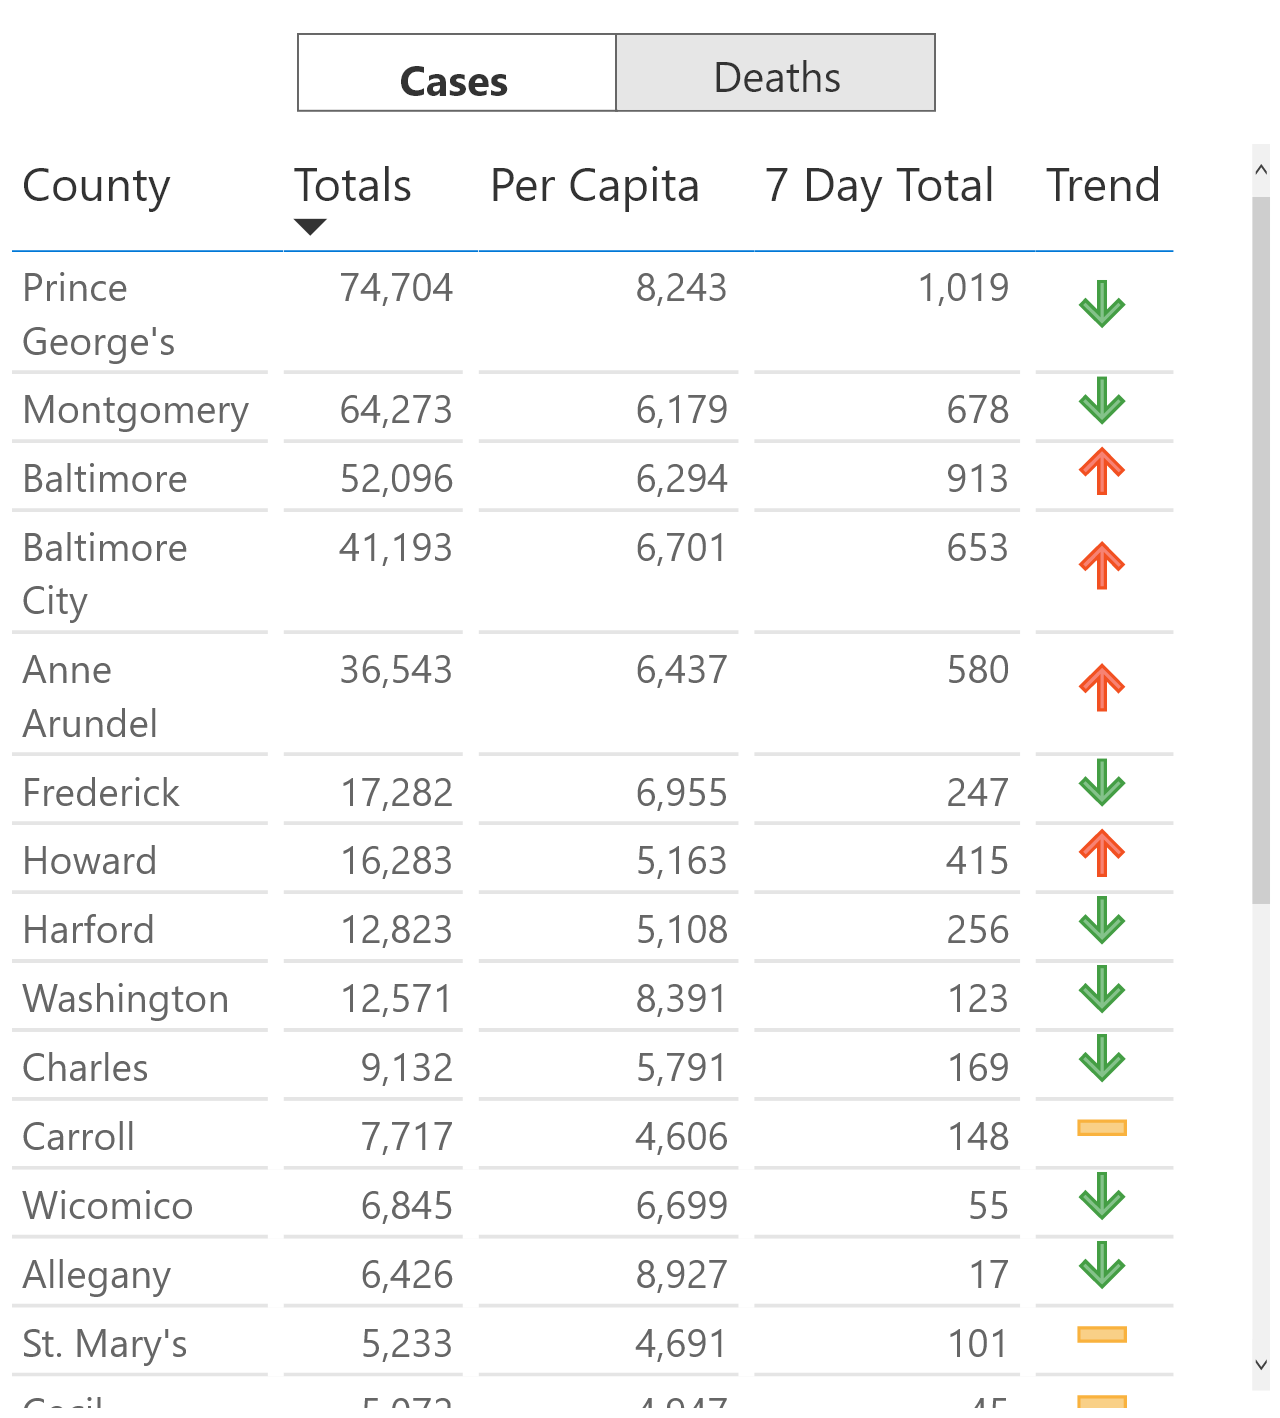 Cases Deaths
County Totals Per Capita 7 Day Total Trend
Prince 74,704 8,243 1,019
George's
Montgomery 64,273 6,179 678
Baltimore 52,096 6,294 913
Baltimore 41,193 6,701 653
City
Anne 36,543 6,437 580
Arundel
Frederick 17,282 6,955 247
Howard 16,283 5,163 415
Harford 12,823 5,108 256
Washington 12,571 8,391 123
Charles 9,132 5,791 169
Carroll 7,717 4,606 148
Wicomico 6,845 6,699 55
Allegany 6,426 8,927 17
St. Mary's 5,233 4,691 101
Cecil